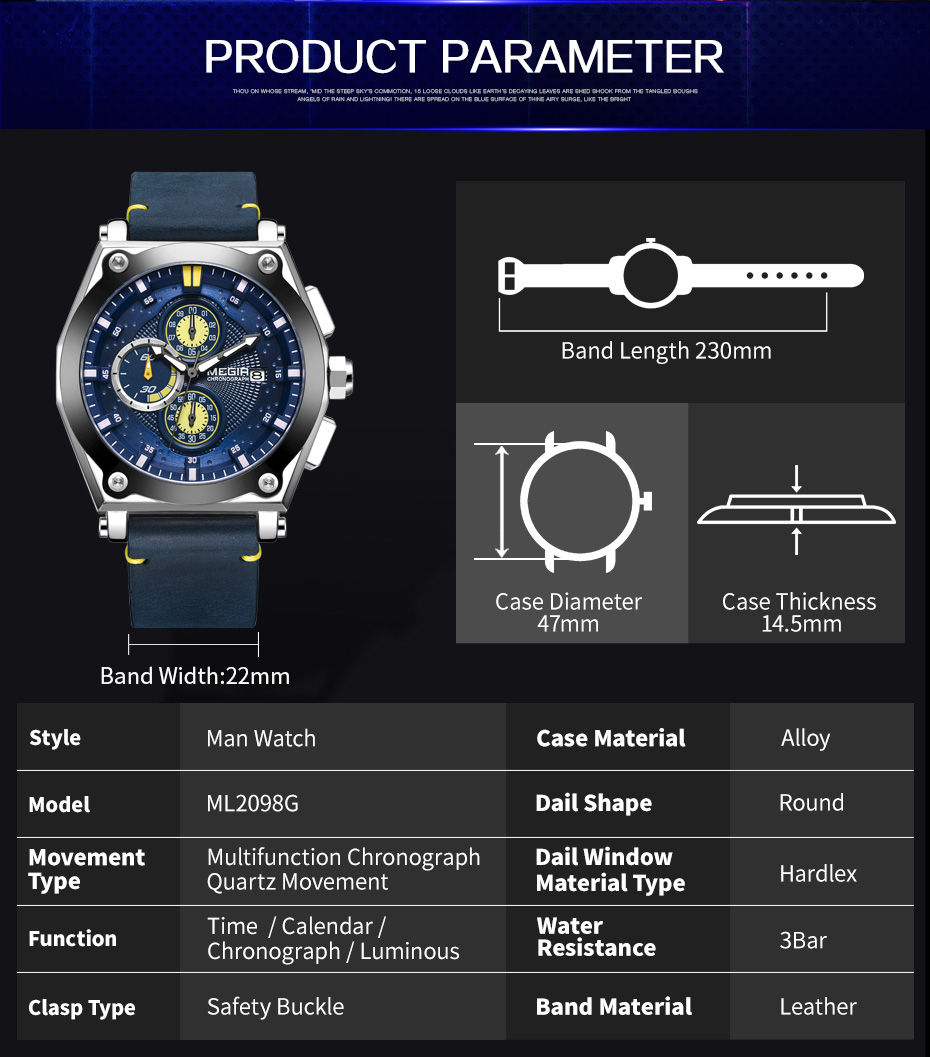 PRODUCT PARAMETER
THOU ON WHOSE STREAM, 'MID THE STEEP SKY'S COMMOTION, 15 LOOSE CLOUDS LIKE EARTH'S DECAYING LEAVES ARE SHED SHOOK FROM THE TANGLED BOUGHS
ANGELS OF RAIN AND LIGHTNING! THERE ARE SPREAD ON THE BLUE SURFACE OF THINE AIRY SURGE, LIKE THE BRIGHT
MEGIR
CHRONOGRAPH 8
Band Width:22mm
Band Length 230mm
Case Diameter
47mm
Case Thickness
14.5mm
Style
Man Watch
Case Material
Alloy
Model
ML2098G
Dail Shape
Round
Movement
Type
Multifunction Chronograph
Quartz Movement
Dail Window
Material Type
Hardlex
Function
Time / Calendar /
Chronograph / Luminous
Water
Resistance
3Bar
Clasp Type
Safety Buckle
Band Material
Leather